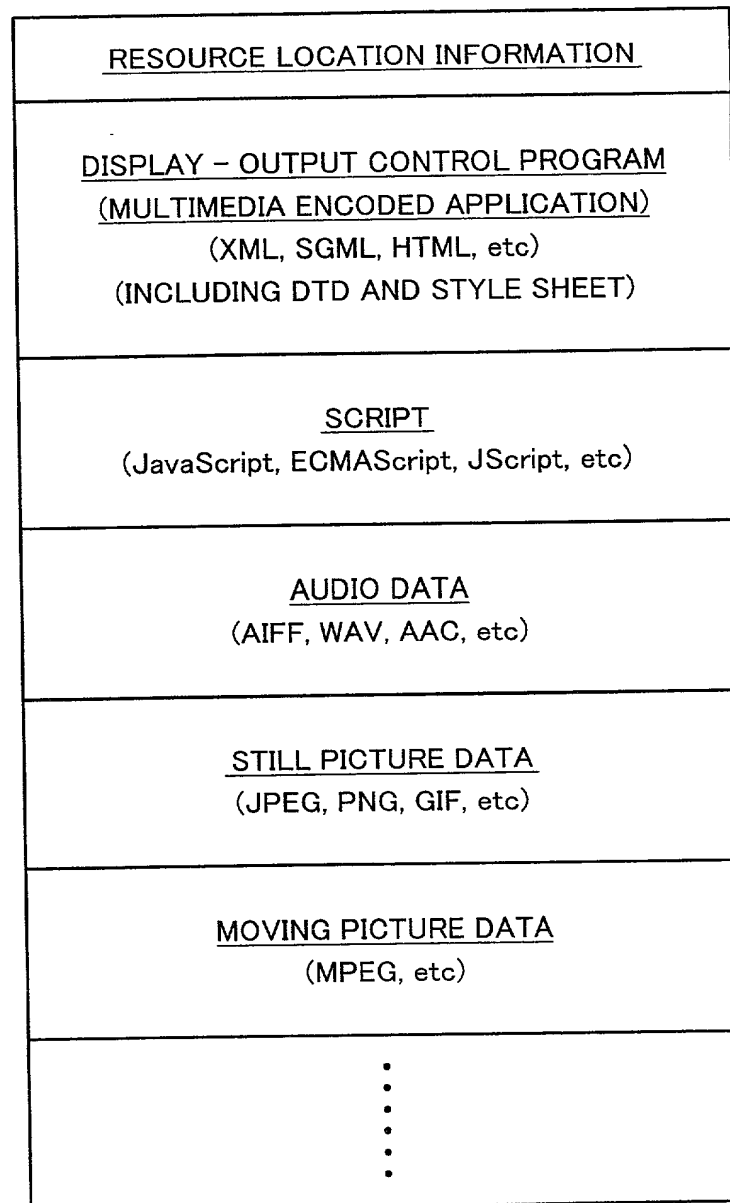 RESOURCE LOCATION INFORMATION
DISPLAY - OUTPUT CONTROL PROGRAM
(MULTIMEDIA ENCODED APPLICATION)
(XML, SGML, HTML, etc)
(INCLUDING DTD AND STYLE SHEET)
SCRIPT
(JavaScript, ECMAScript, JScript, etc)
AUDIO DATA
(AIFF, WAV, AAC, etc)
STILL PICTURE DATA
(JPEG, PNG, GIF, etc)
MOVING PICTURE DATA
(MPEG, etc)